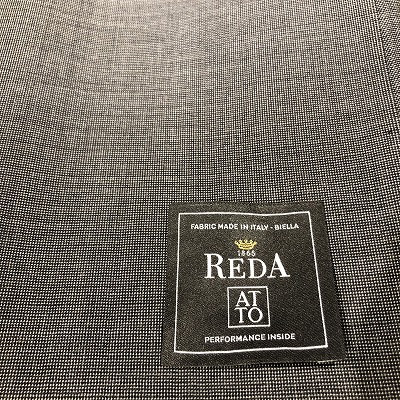 FABRIC MADE IN ITALY - BIELLA
1865
REDA
AT
TO
PERFORMANCE INSIDE